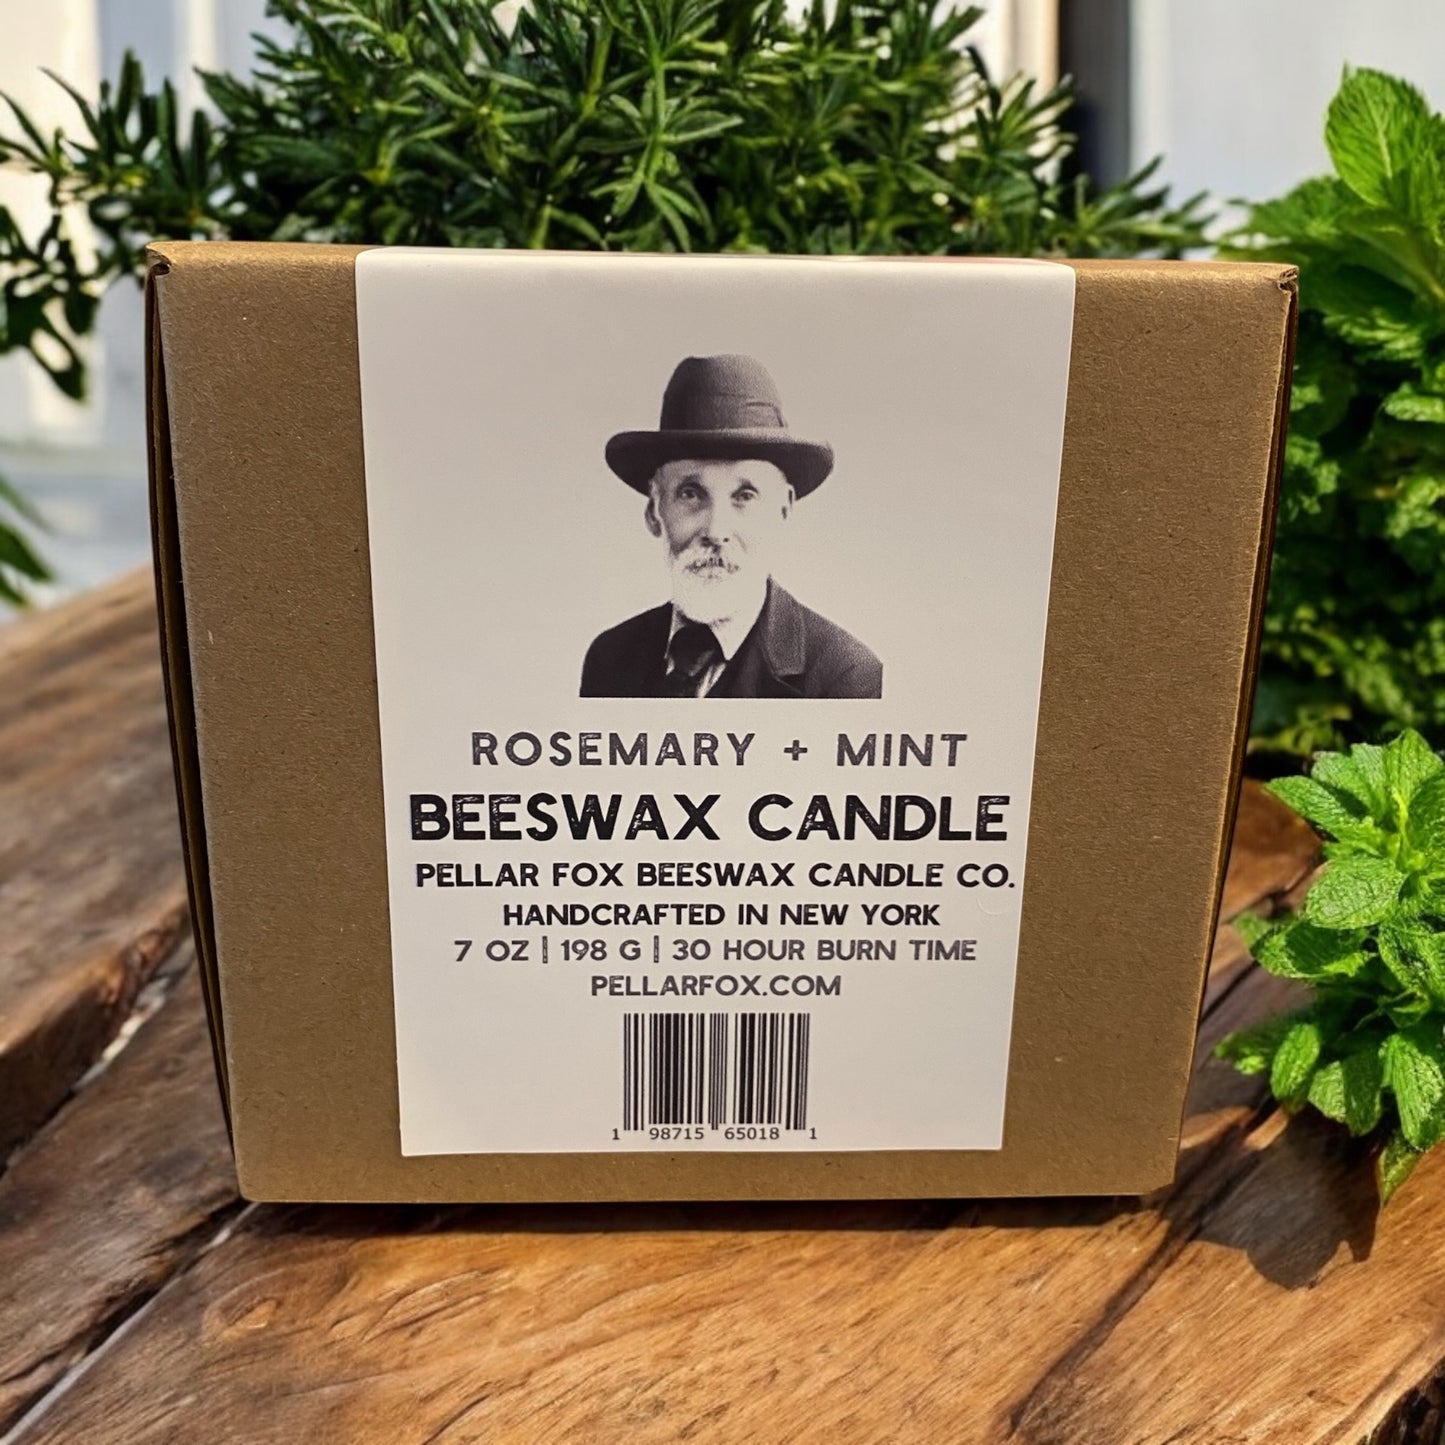 ROSEMARY + MINT
BEESWAX CANDLE
PELLAR FOX BEESWAX CANDLE CO.
HANDCRAFTED IN NEW YORK
7 OZ | 198 G | 30 HOUR BURN TIME
PELLARFOX.COM
1 98715 65018 1